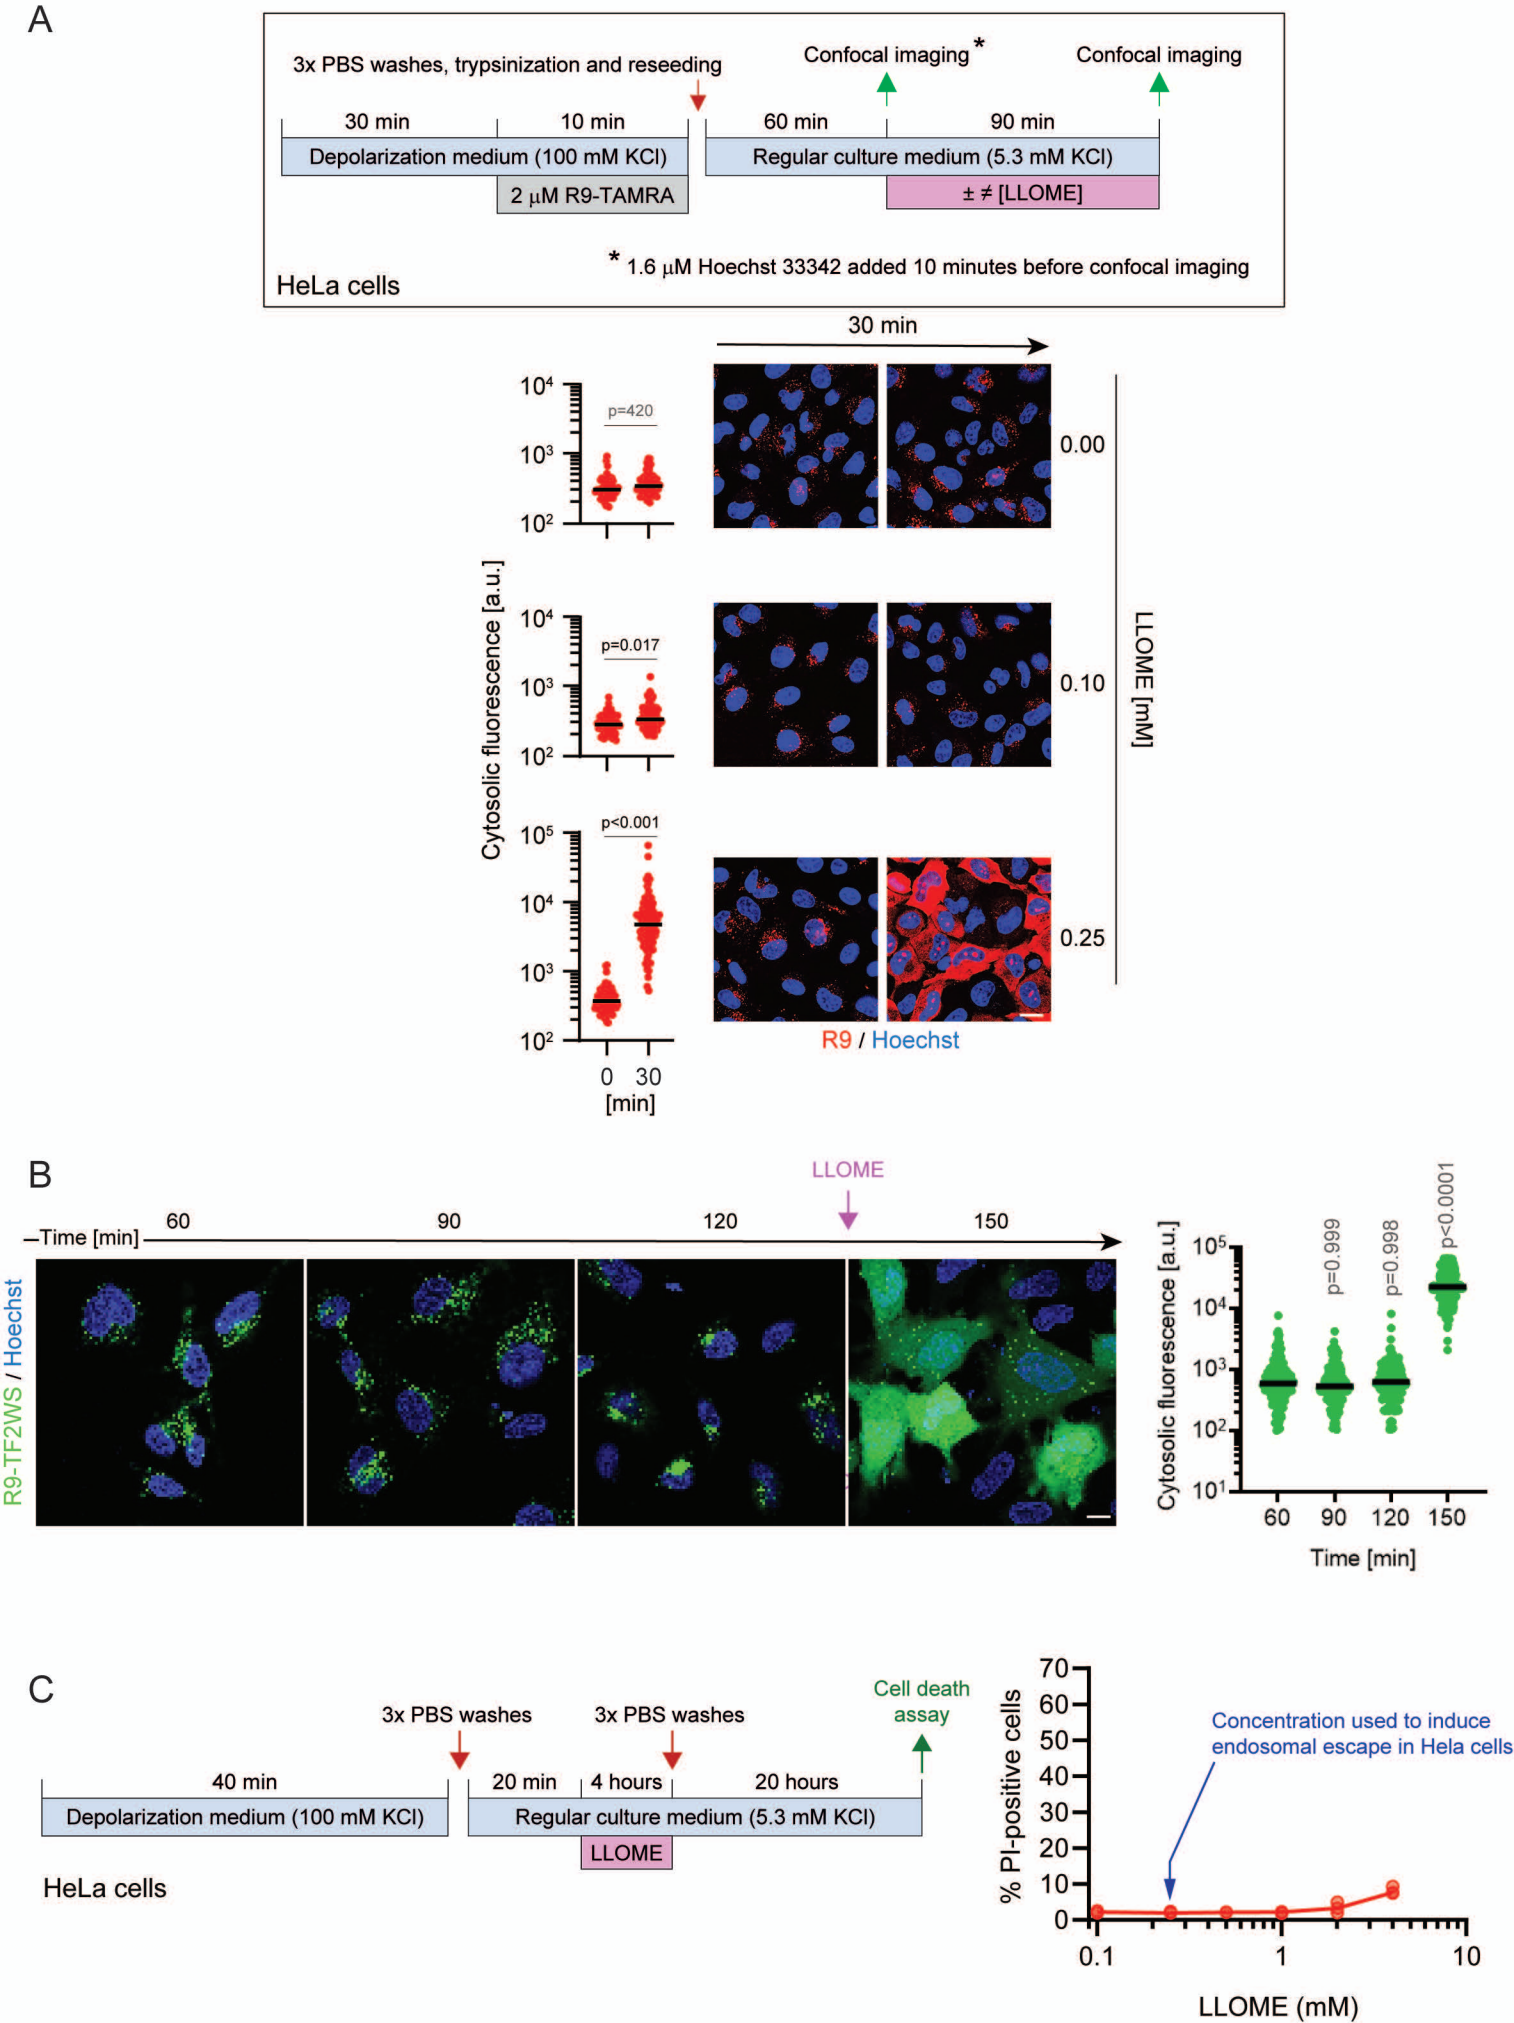 A
3x PBS washes, trypsinization and reseeding
Confocal imaging *
Confocal imaging
30 min
10 min
60 min
90 min
Depolarization medium (100 mM KCl)
Regular culture medium (5.3 mM KCl)
2 µM R9-TAMRA
± ≠ [LLOME]
* 1.6 µM Hoechst 33342 added 10 minutes before confocal imaging
HeLa cells
30 min
Cytosolic fluorescence [a.u.]
10⁴
p=420
10³
10²
0.00
10⁴
p=0.017
10³
10²
0.10
LLOME [mM]
10⁵
p<0.001
10⁴
10³
10²
0.25
0 30
[min]
R9 / Hoechst
B
LLOME
Time [min]
60
90
120
150
R9-TF2WS / Hoechst
Cytosolic fluorescence [a.u.]
p=0.999
p=0.998
p<0.0001
10⁵
10⁴
10³
10²
10¹
60 90 120 150
Time [min]
C
3x PBS washes
3x PBS washes
Cell death
assay
40 min
20 min
4 hours
20 hours
Depolarization medium (100 mM KCl)
Regular culture medium (5.3 mM KCl)
LLOME
HeLa cells
% PI-positive cells
70
60
50
40
30
20
10
0
Concentration used to induce
endosomal escape in Hela cells
0.1 1 10
LLOME (mM)